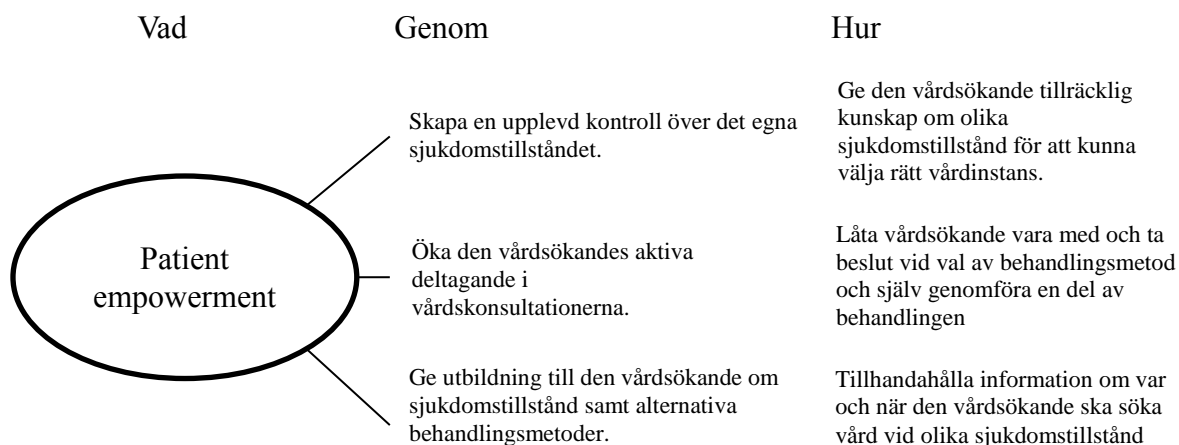 Vad
Genom
Hur
Patient
empowerment
Skapa en upplevd kontroll över det egna
sjukdomstillståndet.
Ge den vårdsökande tillräcklig
kunskap om olika
sjukdomstillstånd för att kunna
välja rätt vårdinstans.
Öka den vårdsökandes aktiva
deltagande i
vårdskonsultationerna.
Låta vårdsökande vara med och ta
beslut vid val av behandlingsmetod
och själv genomföra en del av
behandlingen
Ge utbildning till den vårdsökande om
sjukdomstillstånd samt alternativa
behandlingsmetoder.
Tillhandahålla information om var
och när den vårdsökande ska söka
vård vid olika sjukdomstillstånd